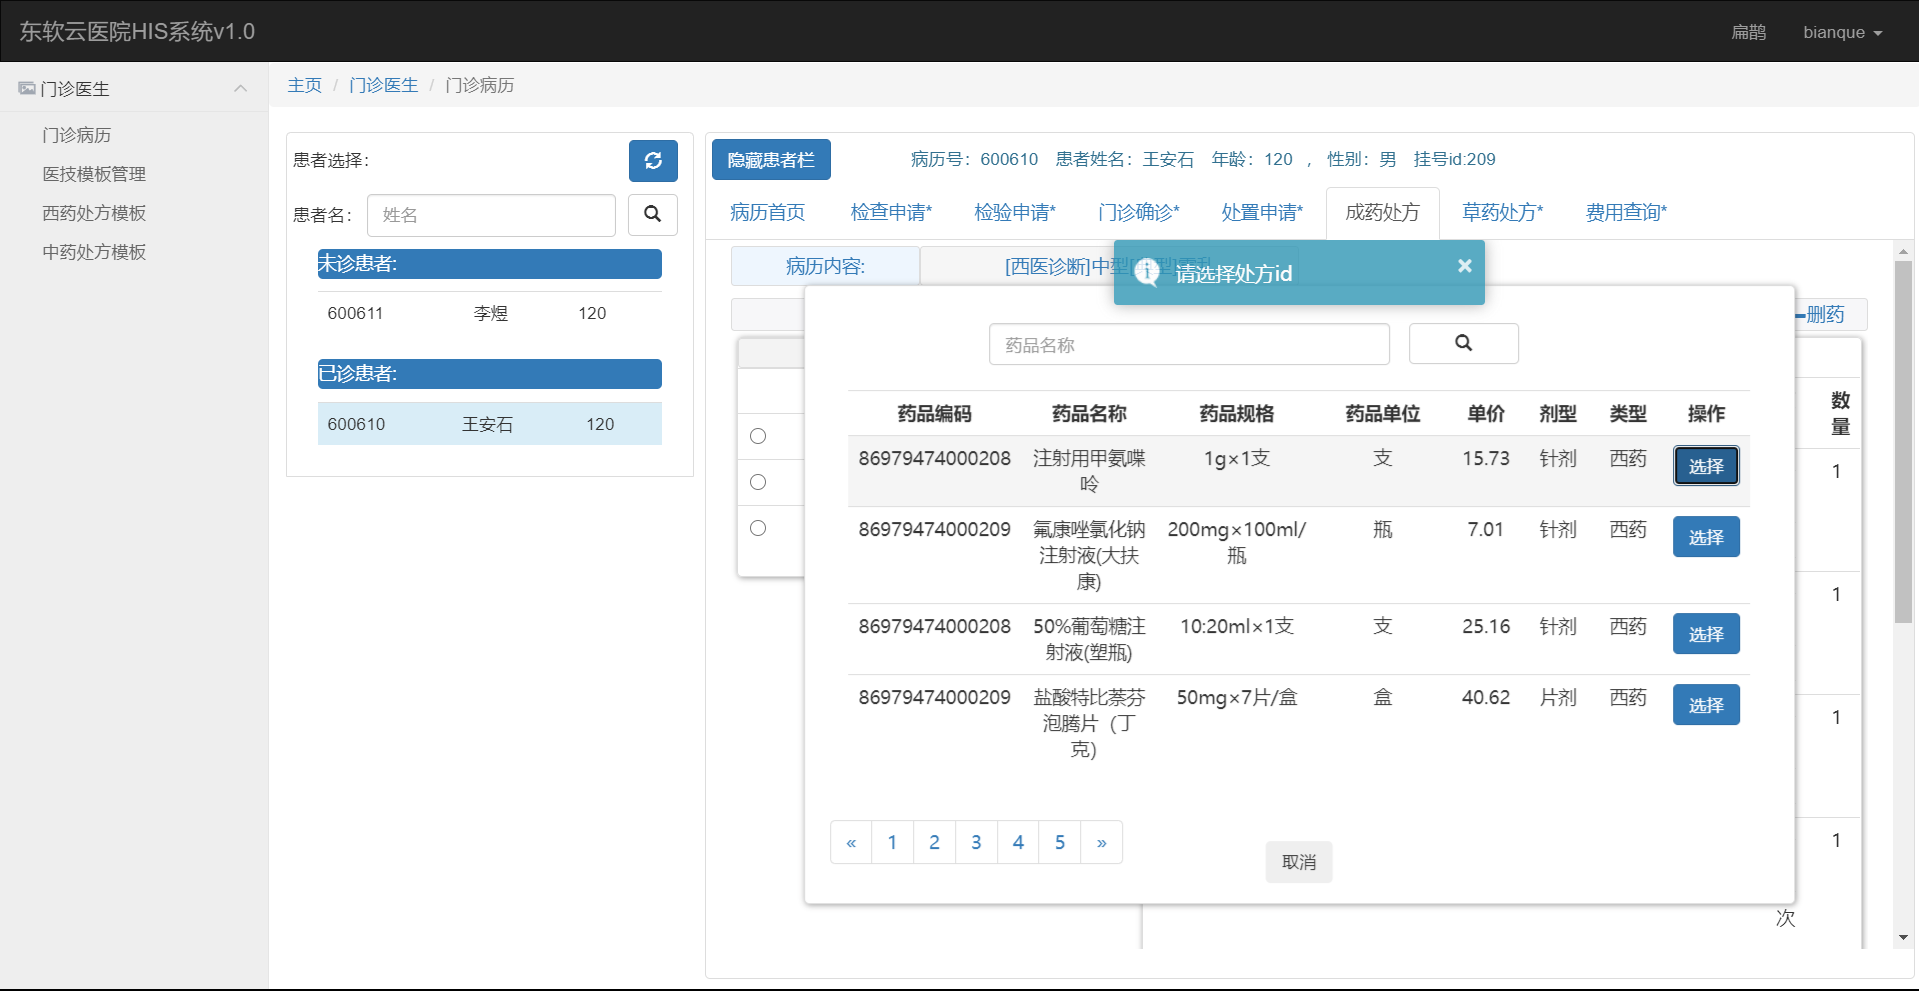 东软云医院HIS系统v1.0
扁鹊 bianque
门诊医生
门诊病历
医技模板管理
西药处方模板
中药处方模板
主页 / 门诊医生 / 门诊病历
患者选择：
患者名： 姓名
未诊患者:
600611 李煜 120
已诊患者:
600610 王安石 120
隐藏患者栏 病历号：600610 患者姓名：王安石 年龄：120 ，性别：男 挂号id:209
病历首页 检查申请* 检验申请* 门诊确诊* 处置申请* 成药处方 草药处方* 费用查询*
病历内容: [西医诊断]中型[
请选择处方id ×
删药
药品名称
药品编码 药品名称 药品规格 药品单位 单价 剂型 类型 操作
86979474000208 注射用甲氨喋
呤 1g×1支 支 15.73 针剂 西药 选择
86979474000209 氟康唑氯化钠
注射液(大扶
康) 200mg×100ml/
瓶 瓶 7.01 针剂 西药 选择
86979474000208 50%葡萄糖注
射液(塑瓶) 10:20ml×1支 支 25.16 针剂 西药 选择
86979474000209 盐酸特比萘芬
泡腾片（丁
克） 50mg×7片/盒 盒 40.62 片剂 西药 选择
« 1 2 3 4 5 »
取消
数
量
1
1
1
1
次